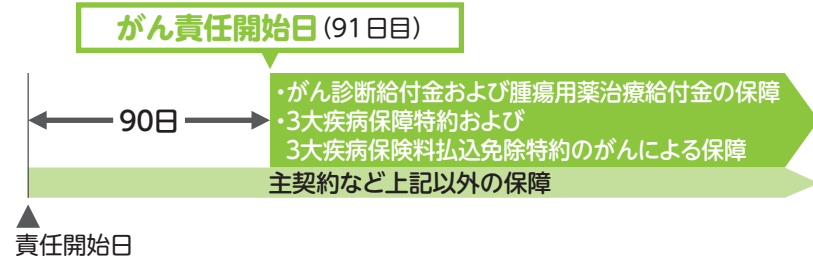 がん責任開始日(91日目)
90日
・がん診断給付金および腫瘍用薬治療給付金の保障
・3大疾病保障特約および
3大疾病保険料払込免除特約のがんによる保障
主契約など上記以外の保障
責任開始日